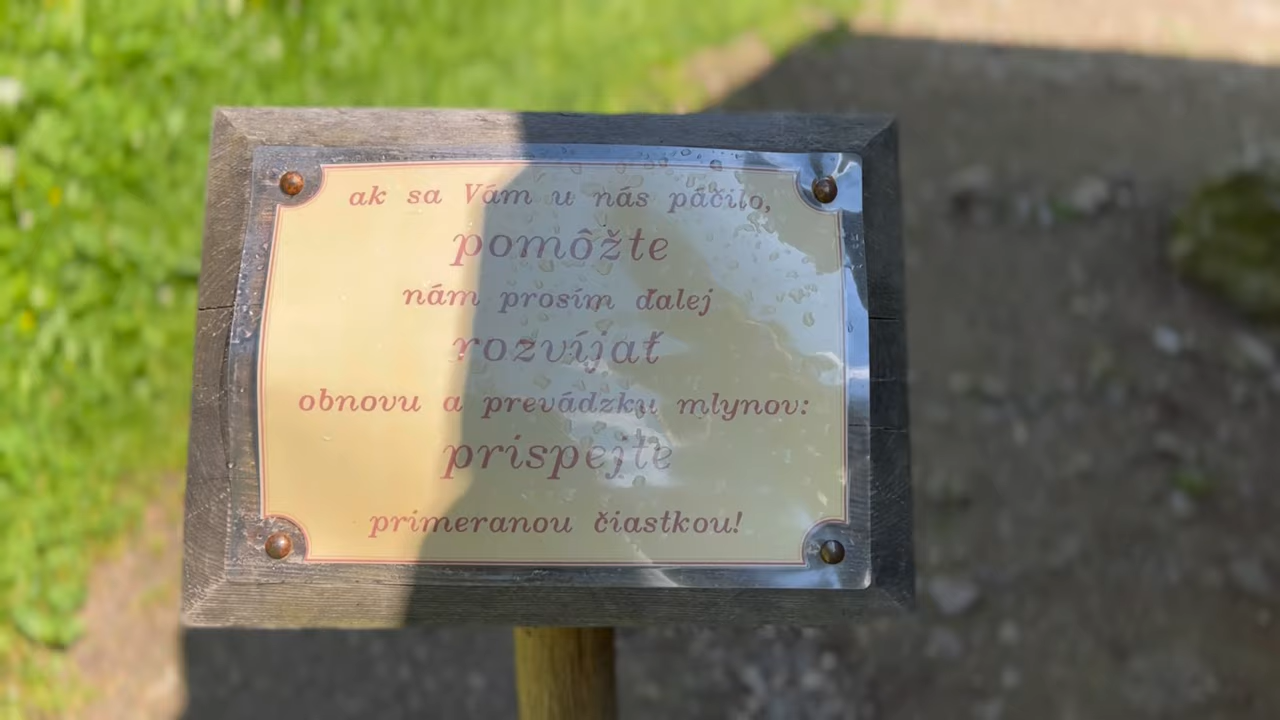 ak sa Vám u nás páčilo,
pomôžte
nám prosím ďalej
rozvíjať
obnovu a prevádzku mlynov:
prispejte
primeranou čiastkou!